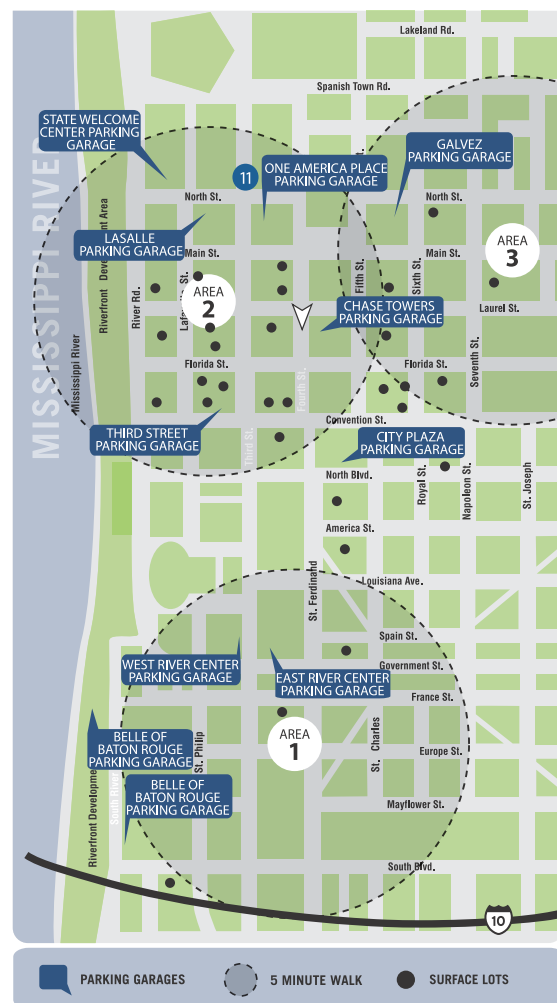 Lakeland Rd.
Spanish Town Rd.
STATE WELCOME
CENTER PARKING
GARAGE
GALVEZ
PARKING GARAGE
11
ONE AMERICA PLACE
PARKING GARAGE
North St.
North St.
LASALLE
PARKING GARAGE
Main St.
Main St.
AREA
3
AREA
2
MISSISSIPPI RIVER
Mississippi River
Riverfront Development Area
River Rd.
Fifth St.
Sixth St.
Laurel St.
CHASE TOWERS
PARKING GARAGE
Seventh St.
Florida St.
Florida St.
Fourth St.
Third St.
Convention St.
THIRD STREET
PARKING GARAGE
CITY PLAZA
PARKING GARAGE
North Blvd.
Royal St.
Napoleon St.
St. Joseph
America St.
Louisiana Ave.
St. Ferdinand
Spain St.
WEST RIVER CENTER
PARKING GARAGE
EAST RIVER CENTER
PARKING GARAGE
Government St.
France St.
AREA
1
St. Philip
St. Charles
Europe St.
BELLE OF
BATON ROUGE
PARKING GARAGE
BELLE OF
BATON ROUGE
PARKING GARAGE
Mayflower St.
South River
South Blvd.
10
PARKING GARAGES
5 MINUTE WALK
SURFACE LOTS